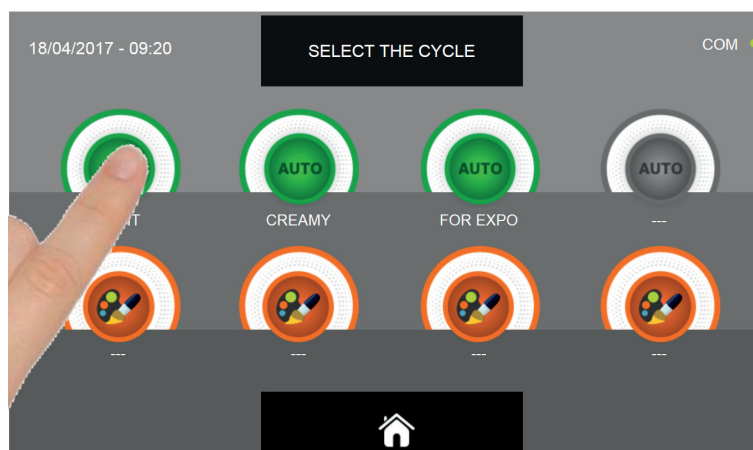 18/04/2017 - 09:20
SELECT THE CYCLE
COM
AUTO
AUTO
AUTO
CREAMY
FOR EXPO
---
---
---
---
---